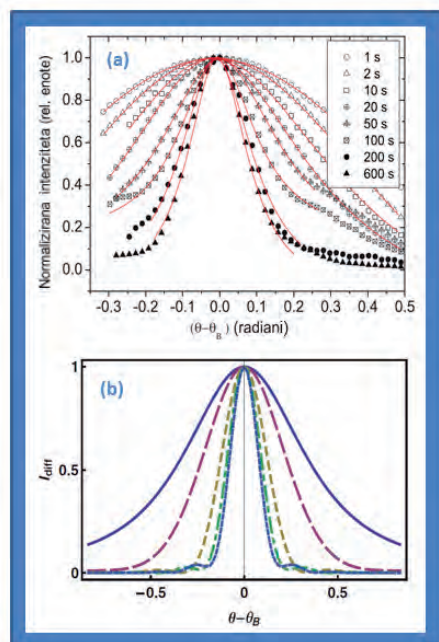 (a)
Normalizirana intenziteta (rel. enote)
1.0
0.8
0.6
0.4
0.2
0.0
1 s
2 s
10 s
20 s
50 s
100 s
200 s
600 s
-0.3 -0.2 -0.1 0.0 0.1 0.2 0.3 0.4 0.5
(θ-θB) (radiani)
(b)
Idiff
1
0.5
0
−0.5 0 0.5
θ−θB